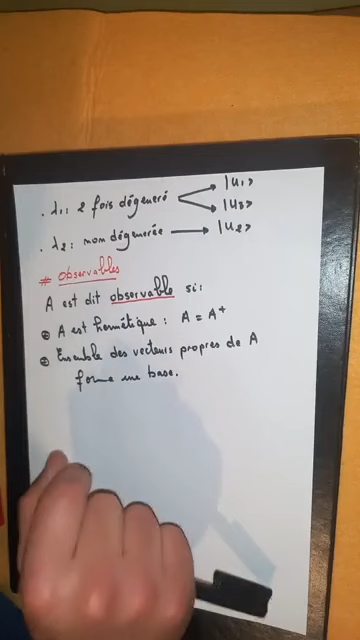 . λ1: 2 fois dégeneré → |u1>
→ |u3>
. λ2: non dégenerée → |u2>
# observables
A est dit observable si:
A est hermétique : A = A⁺
Ensemble des vecteurs propres de A
forme une base.